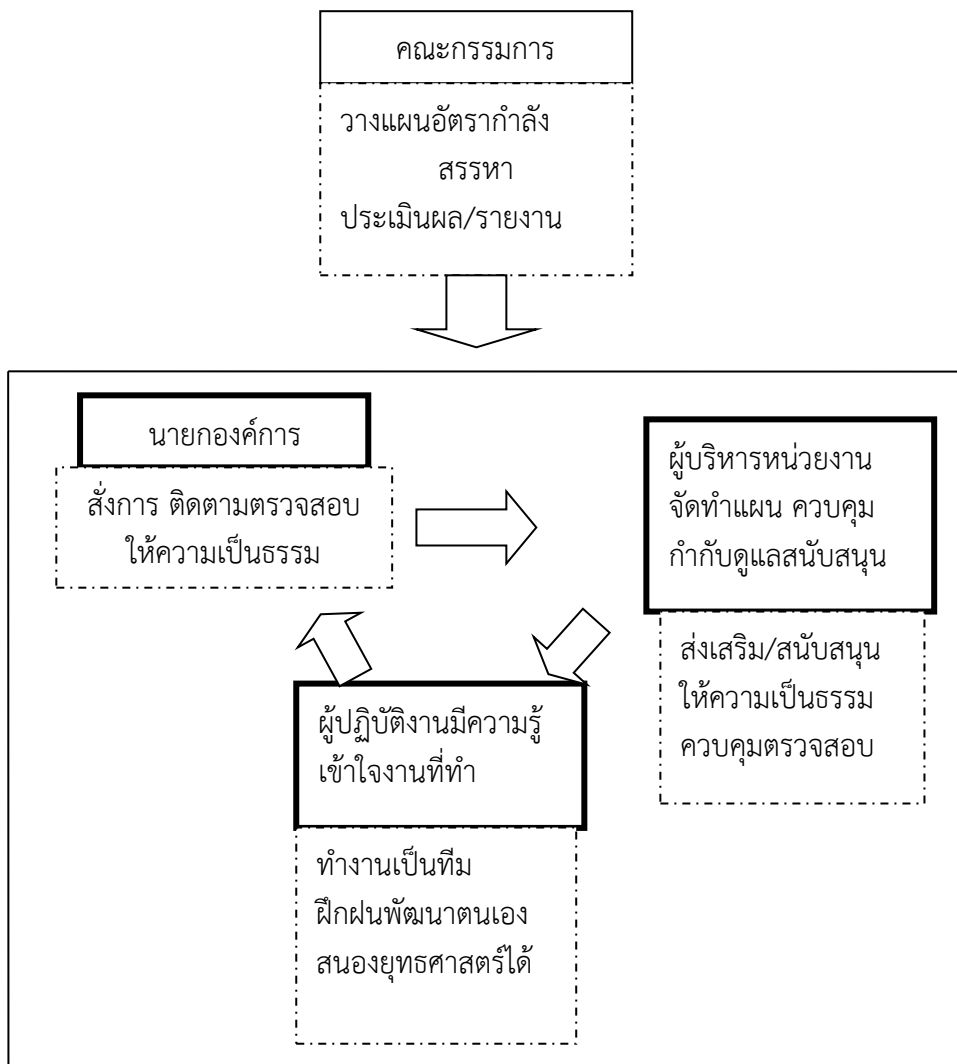 คณะกรรมการ
วางแผนอัตรากำลัง
สรรหา
ประเมินผล/รายงาน
นายกองค์การ
สั่งการ ติดตามตรวจสอบ
ให้ความเป็นธรรม
ผู้บริหารหน่วยงาน
จัดทำแผน ควบคุม
กำกับดูแลสนับสนุน
ส่งเสริม/สนับสนุน
ให้ความเป็นธรรม
ควบคุมตรวจสอบ
ผู้ปฏิบัติงานมีความรู้
เข้าใจงานที่ทำ
ทำงานเป็นทีม
ฝึกฝนพัฒนาตนเอง
สนองยุทธศาสตร์ได้